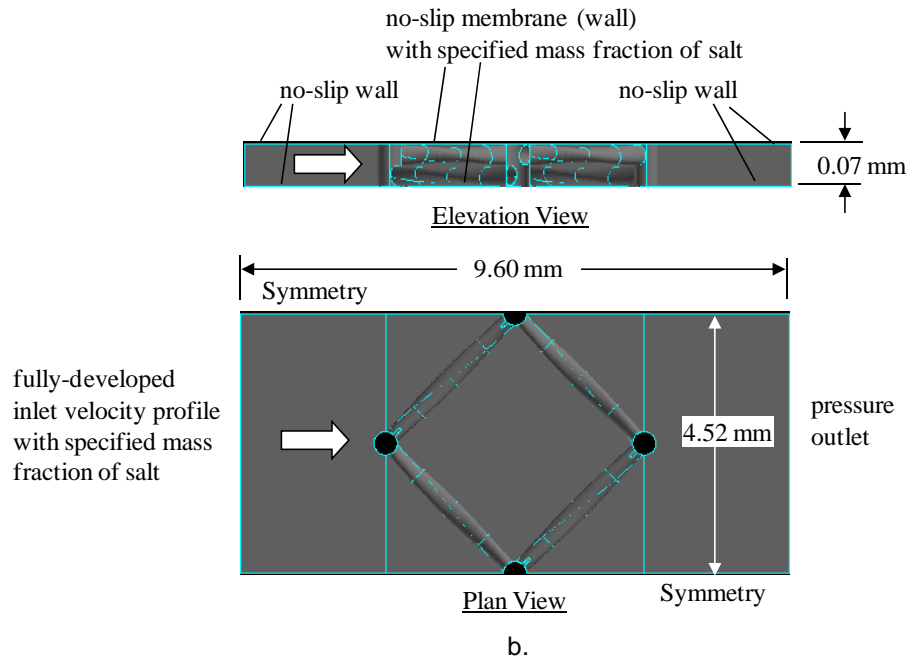 no-slip membrane (wall)
with specified mass fraction of salt
no-slip wall
no-slip wall
0.07 mm
Elevation View
9.60 mm
Symmetry
fully-developed
inlet velocity profile
with specified mass
fraction of salt
4.52 mm
pressure
outlet
Symmetry
Plan View
b.